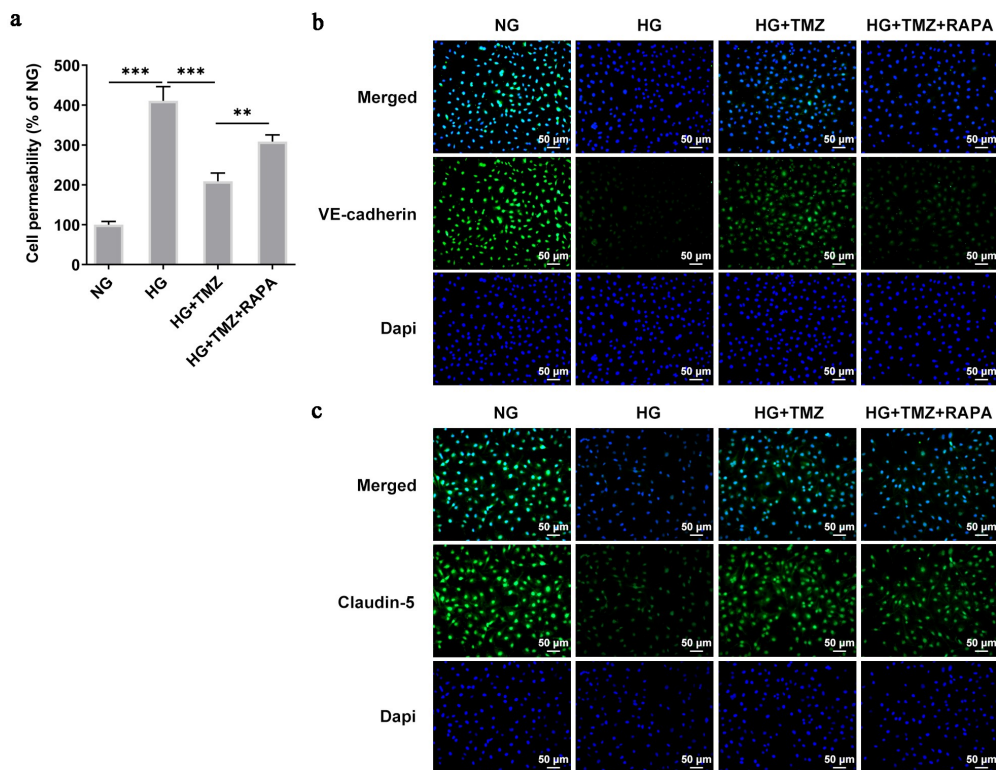 a
Cell permeability (% of NG)
500
400
300
200
100
0
*** *** **
NG HG HG+TMZ HG+TMZ+RAPA
b
NG HG HG+TMZ HG+TMZ+RAPA
Merged
50 µm 50 µm 50 µm 50 µm
VE-cadherin
50 µm 50 µm 50 µm 50 µm
Dapi
50 µm 50 µm 50 µm 50 µm
c
NG HG HG+TMZ HG+TMZ+RAPA
Merged
50 µm 50 µm 50 µm 50 µm
Claudin-5
50 µm 50 µm 50 µm 50 µm
Dapi
50 µm 50 µm 50 µm 50 µm